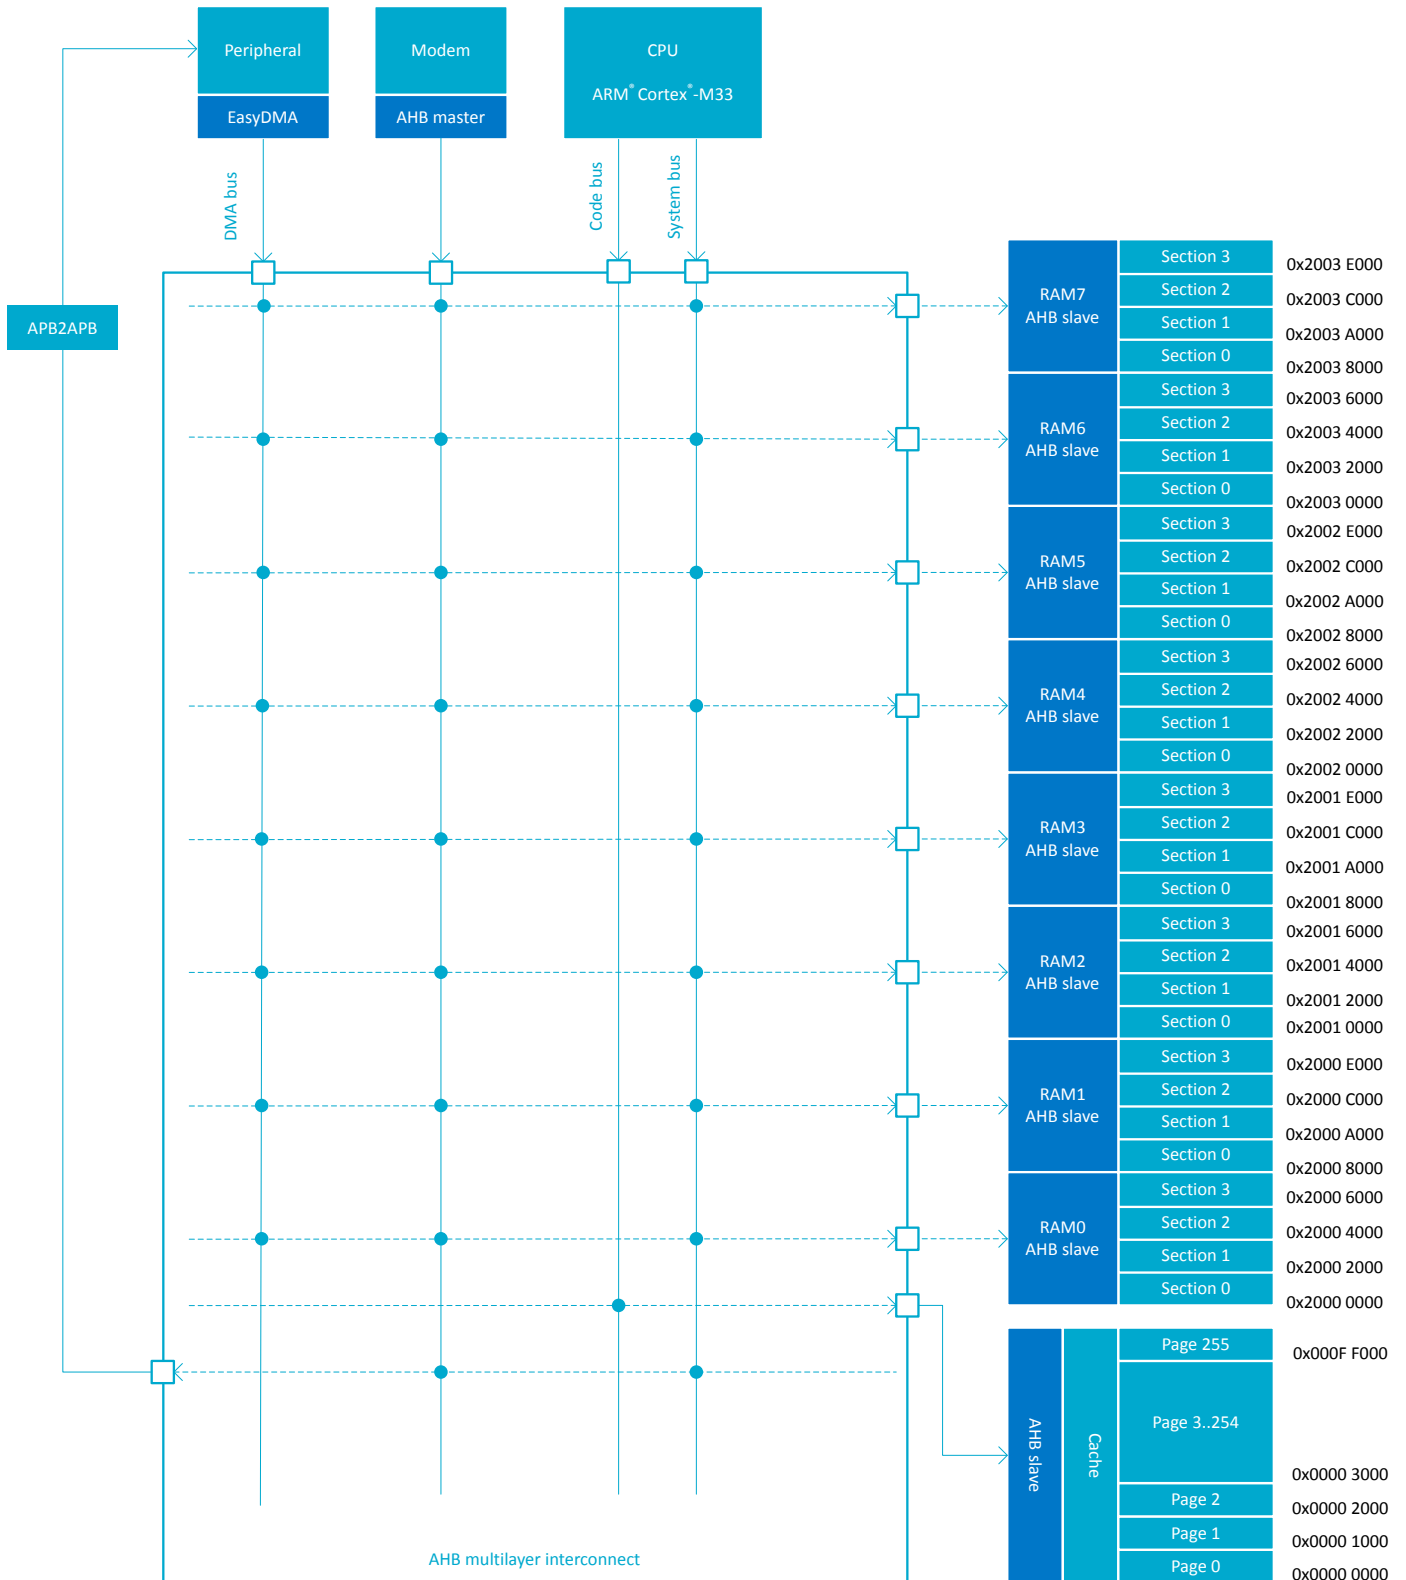 Peripheral
EasyDMA
Modem
AHB master
CPU
ARM® Cortex®-M33
DMA bus
Code bus
System bus
APB2APB
RAM7
AHB slave
Section 3
0x2003 E000
Section 2
0x2003 C000
Section 1
0x2003 A000
Section 0
0x2003 8000
RAM6
AHB slave
Section 3
0x2003 6000
Section 2
0x2003 4000
Section 1
0x2003 2000
Section 0
0x2003 0000
RAM5
AHB slave
Section 3
0x2002 E000
Section 2
0x2002 C000
Section 1
0x2002 A000
Section 0
0x2002 8000
RAM4
AHB slave
Section 3
0x2002 6000
Section 2
0x2002 4000
Section 1
0x2002 2000
Section 0
0x2002 0000
RAM3
AHB slave
Section 3
0x2001 E000
Section 2
0x2001 C000
Section 1
0x2001 A000
Section 0
0x2001 8000
RAM2
AHB slave
Section 3
0x2001 6000
Section 2
0x2001 4000
Section 1
0x2001 2000
Section 0
0x2001 0000
RAM1
AHB slave
Section 3
0x2000 E000
Section 2
0x2000 C000
Section 1
0x2000 A000
Section 0
0x2000 8000
RAM0
AHB slave
Section 3
0x2000 6000
Section 2
0x2000 4000
Section 1
0x2000 2000
Section 0
0x2000 0000
AHB slave
Cache
Page 255
0x000F F000
Page 3..254
0x0000 3000
Page 2
0x0000 2000
Page 1
0x0000 1000
Page 0
0x0000 0000
AHB multilayer interconnect